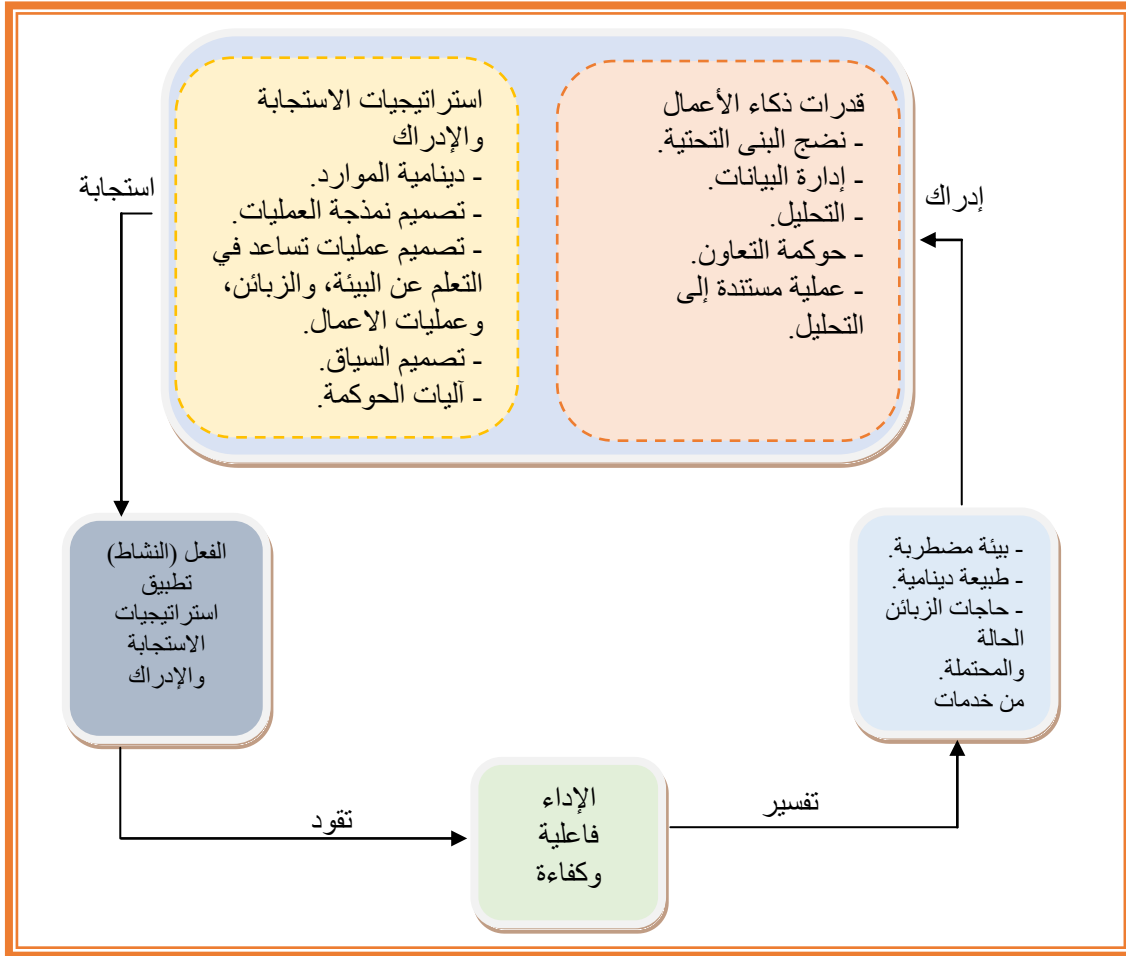 قدرات ذكاء الأعمال
- نضج البنى التحتية.
- إدارة البيانات.
- التحليل.
- حوكمة التعاون.
- عملية مستندة إلى
التحليل.
استراتيجيات الاستجابة
والإدراك
- دينامية الموارد.
- تصميم نمذجة العمليات.
- تصميم عمليات تساعد في
التعلم عن البيئة، والزبائن،
وعمليات الاعمال.
- تصميم السياق.
- آليات الحوكمة.
إدراك
استجابة
- بيئة مضطربة.
- طبيعة دينامية.
- حاجات الزبائن
الحالة
والمحتملة.
من خدمات
الفعل (النشاط)
تطبيق
استراتيجيات
الاستجابة
والإدراك
تفسير
تقود
الإداء
فاعلية
وكفاءة